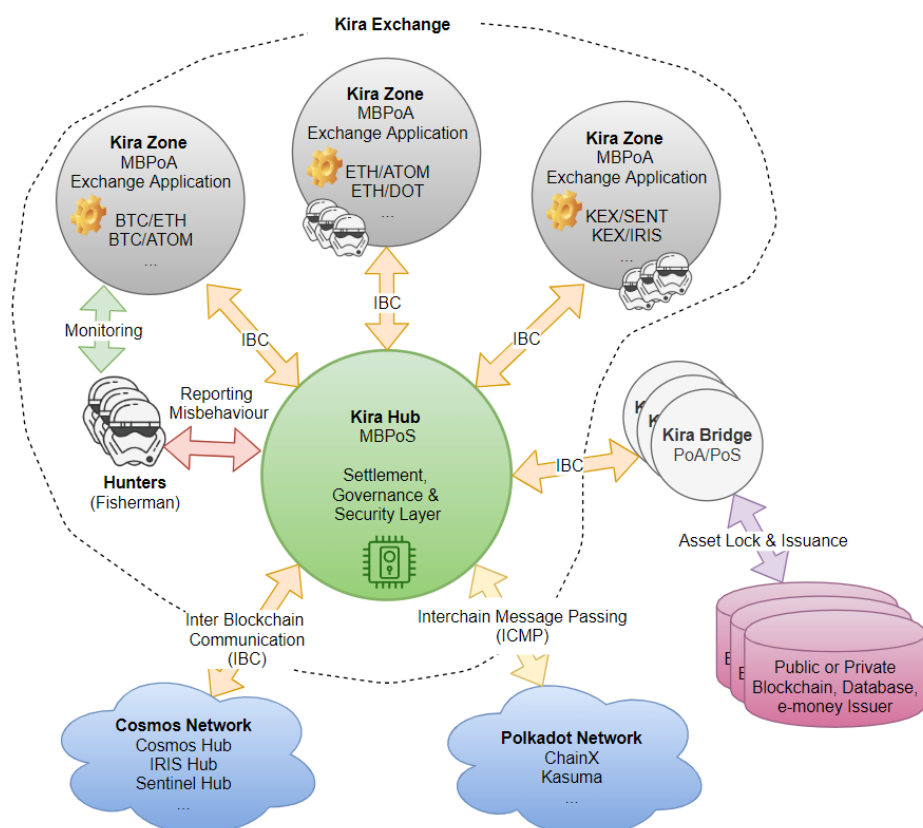 Kira Exchange
Kira Zone
MBPoA
Exchange Application
ETH/ATOM
ETH/DOT
...
Kira Zone
MBPoA
Exchange Application
BTC/ETH
BTC/ATOM
...
Kira Zone
MBPoA
Exchange Application
KEX/SENT
KEX/IRIS
...
IBC
IBC
IBC
Monitoring
Reporting
Misbehaviour
Hunters
(Fisherman)
Kira Hub
MBPoS
Settlement,
Governance &
Security Layer
IBC
K
K
Kira Bridge
PoA/PoS
Asset Lock & Issuance
Public or Private
Blockchain, Database,
e-money Issuer
Inter Blockchain
Communication
(IBC)
Interchain Message Passing
(ICMP)
Cosmos Network
Cosmos Hub
IRIS Hub
Sentinel Hub
...
Polkadot Network
ChainX
Kasuma
...